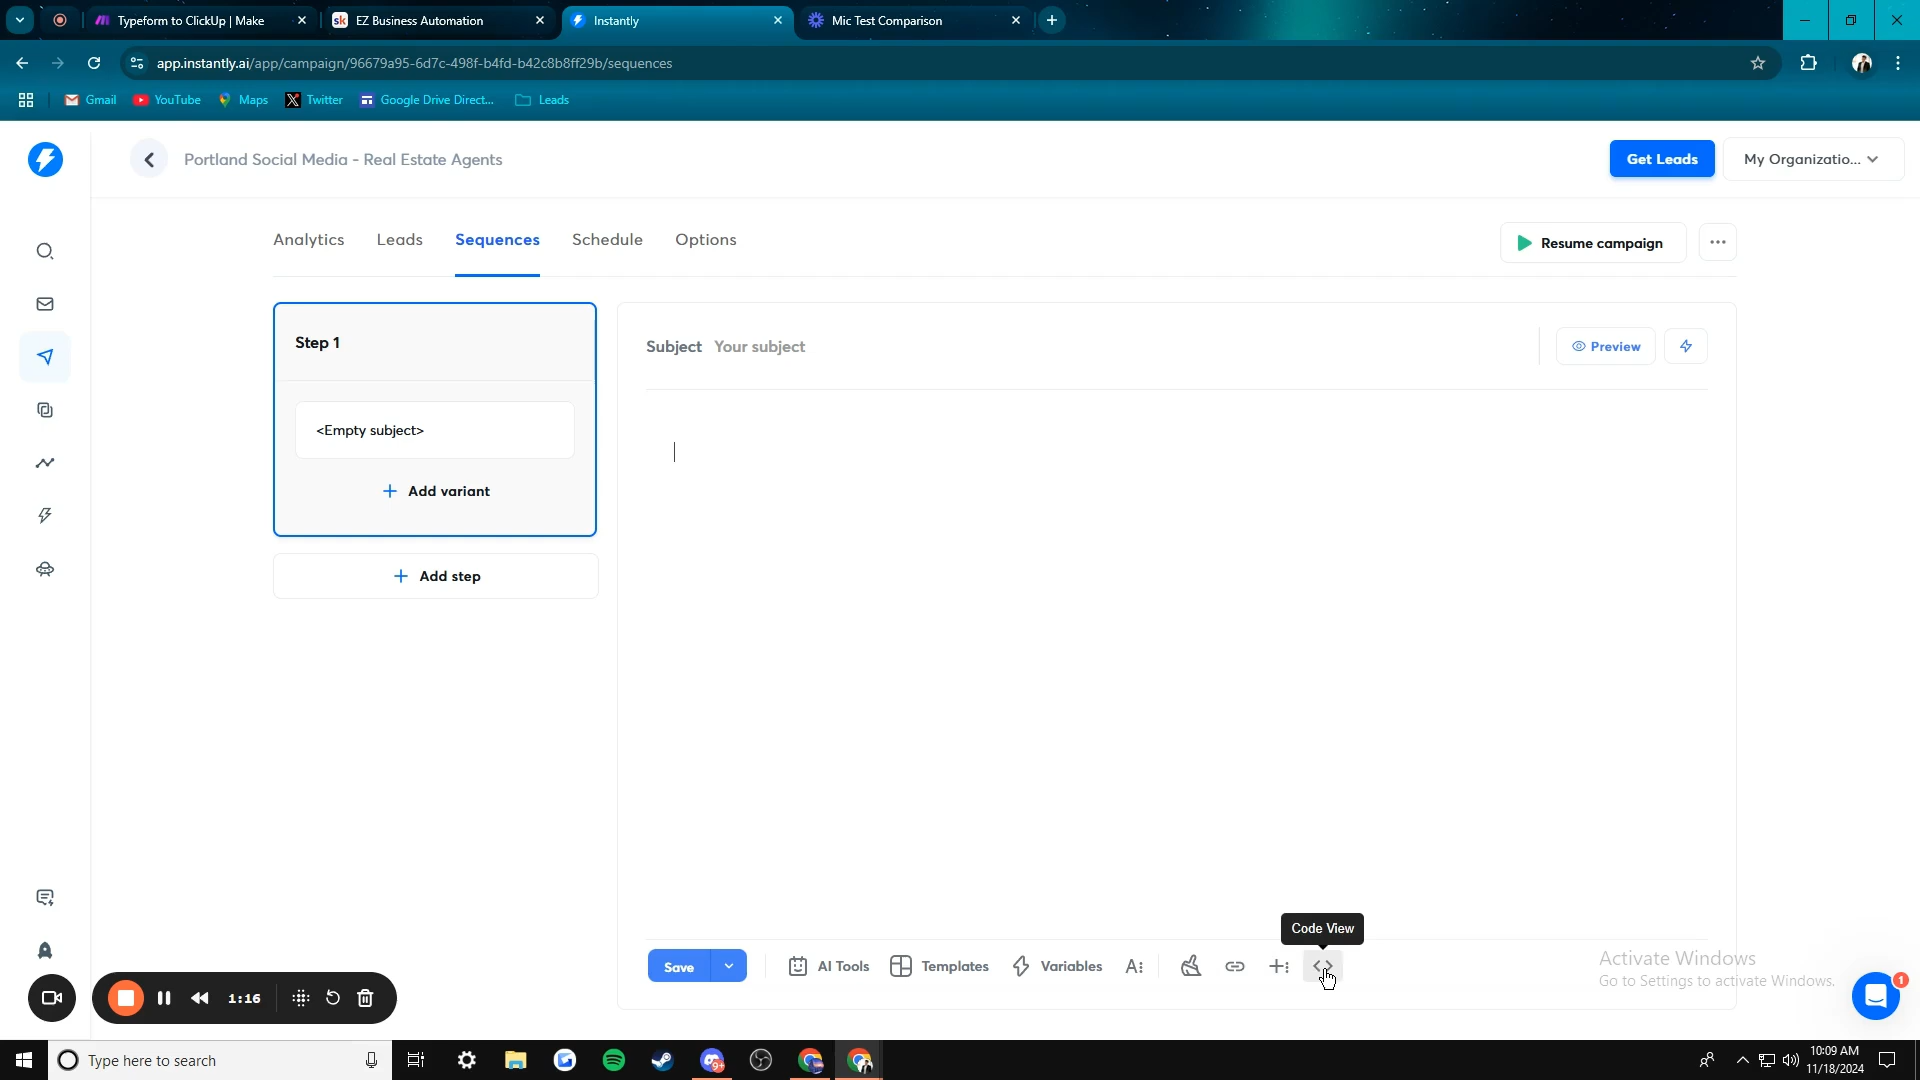 Typeform to ClickUp | Make
sk EZ Business Automation
Instantly
Mic Test Comparison
app.instantly.ai/app/campaign/96679a95-6d7c-498f-b4fd-b42c8b8ff29b/sequences
Gmail
YouTube
Maps
Twitter
Google Drive Direct...
Leads
Portland Social Media - Real Estate Agents
Get Leads
My Organizatio...
Analytics
Leads
Sequences
Schedule
Options
Resume campaign
Step 1
Subject Your subject
Preview
<Empty subject>
Add variant
Add step
Code View
Save
AI Tools
Templates
Variables
A
Activate Windows
Go to Settings to activate Windows.
1
1:16
Type here to search
9+
10:09 AM
11/18/2024